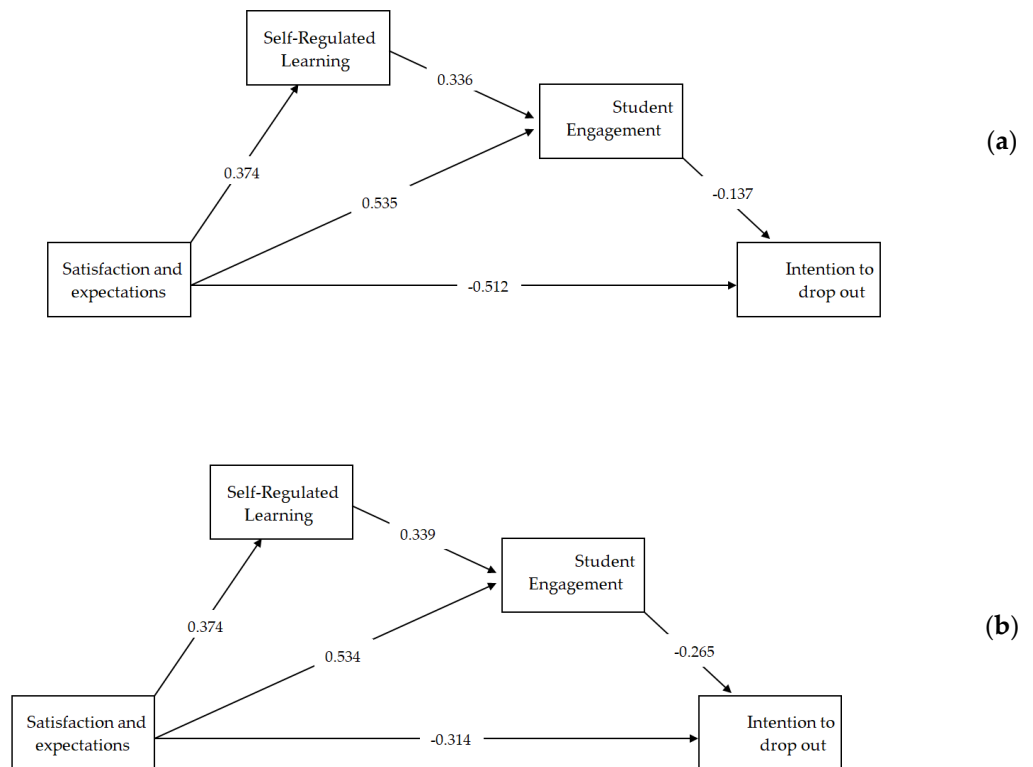 Self-Regulated
Learning
0.336
Student
Engagement
(a)
0.374
-0.137
0.535
Satisfaction and
expectations
Intention to
drop out
-0.512
Self-Regulated
Learning
0.339
Student
Engagement
0.374
(b)
-0.265
0.534
Satisfaction and
expectations
Intention to
drop out
-0.314